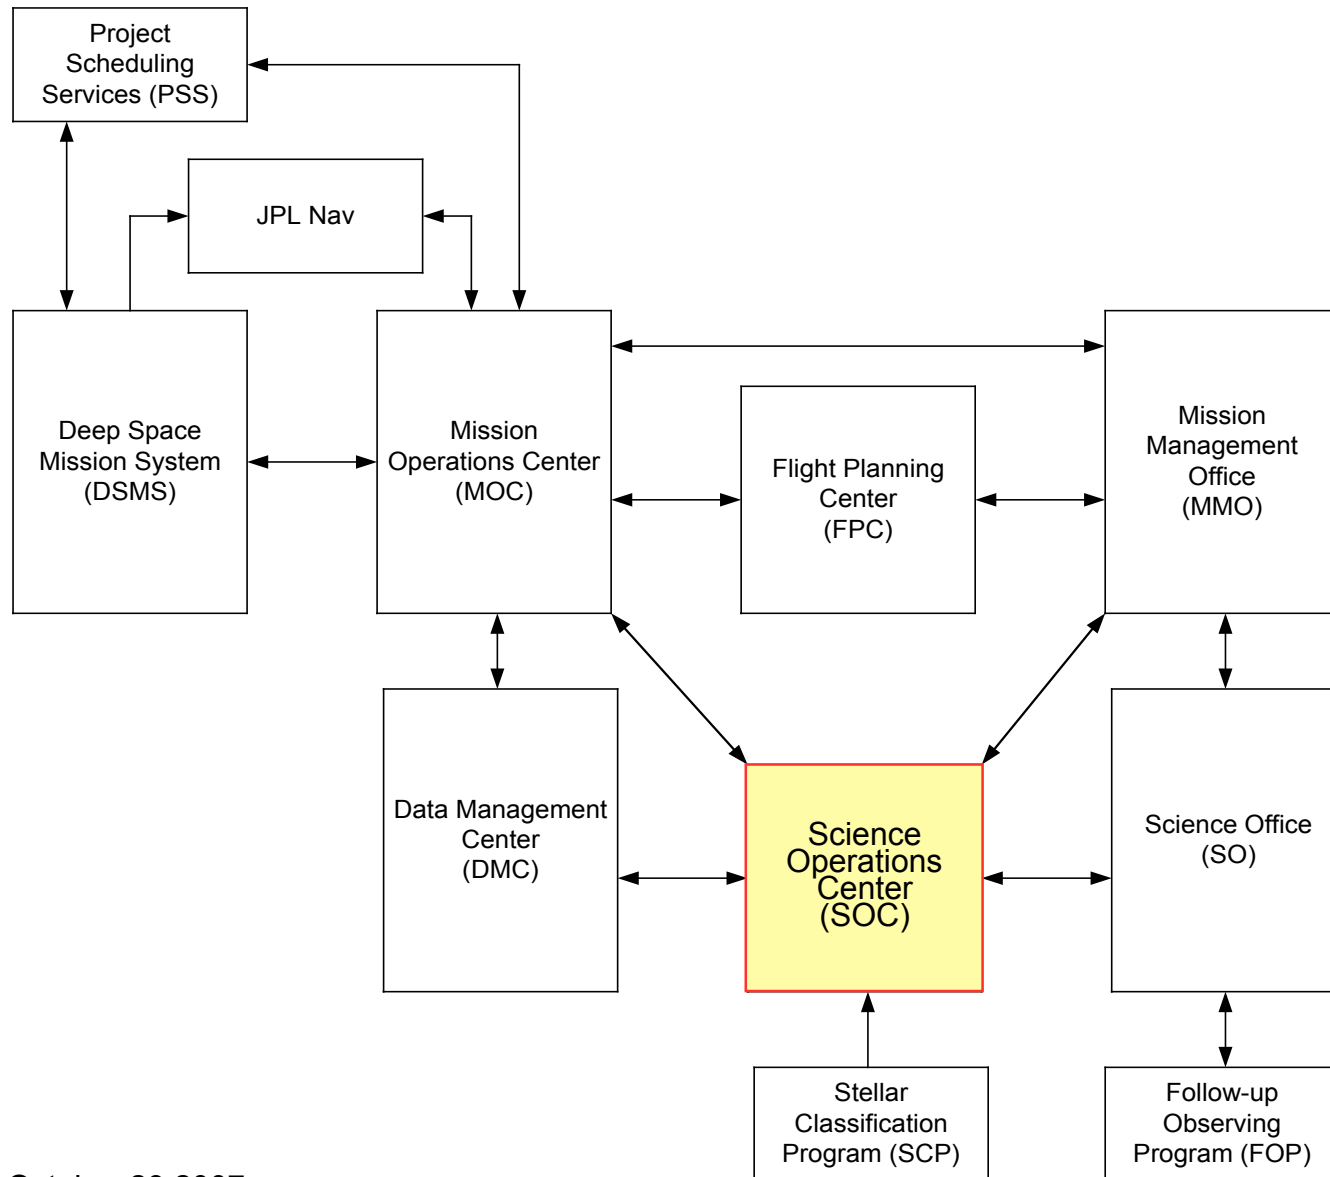 Project
Scheduling
Services (PSS)
JPL Nav
Deep Space
Mission System
(DSMS)
Mission
Operations Center
(MOC)
Flight Planning
Center
(FPC)
Mission
Management
Office
(MMO)
Data Management
Center
(DMC)
Science
Operations
Center
(SOC)
Science Office
(SO)
Stellar
Classification
Program (SCP)
Follow-up
Observing
Program (FOP)